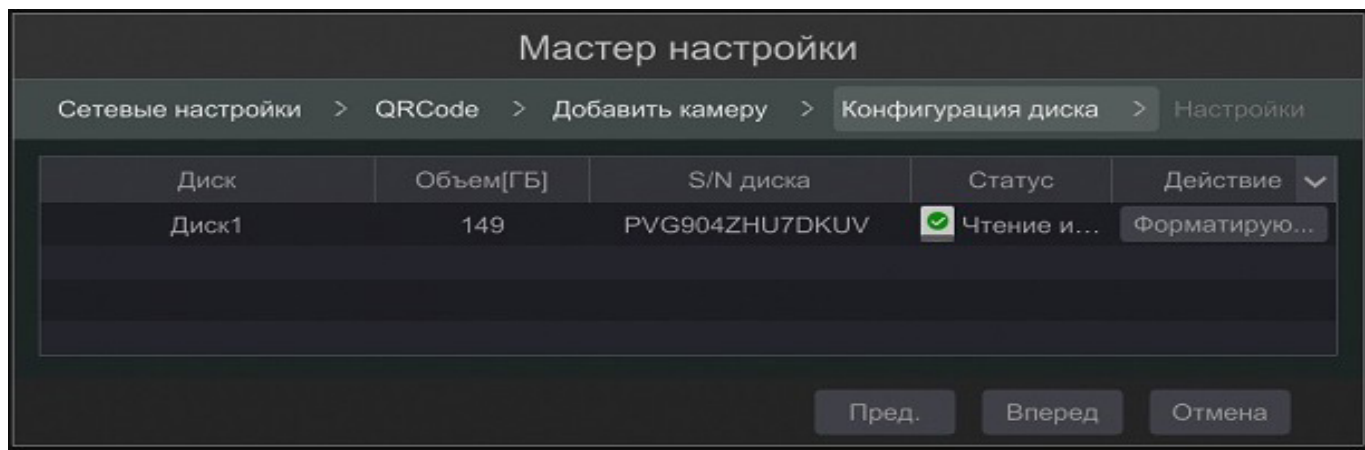 Мастер настройки
Сетевые настройки > QRCode > Добавить камеру > Конфигурация диска > Настройки
Диск Объем[ГБ] S/N диска Статус Действие
Диск1 149 PVG904ZHU7DKUV Чтение и... Форматирую...
Пред. Вперед Отмена